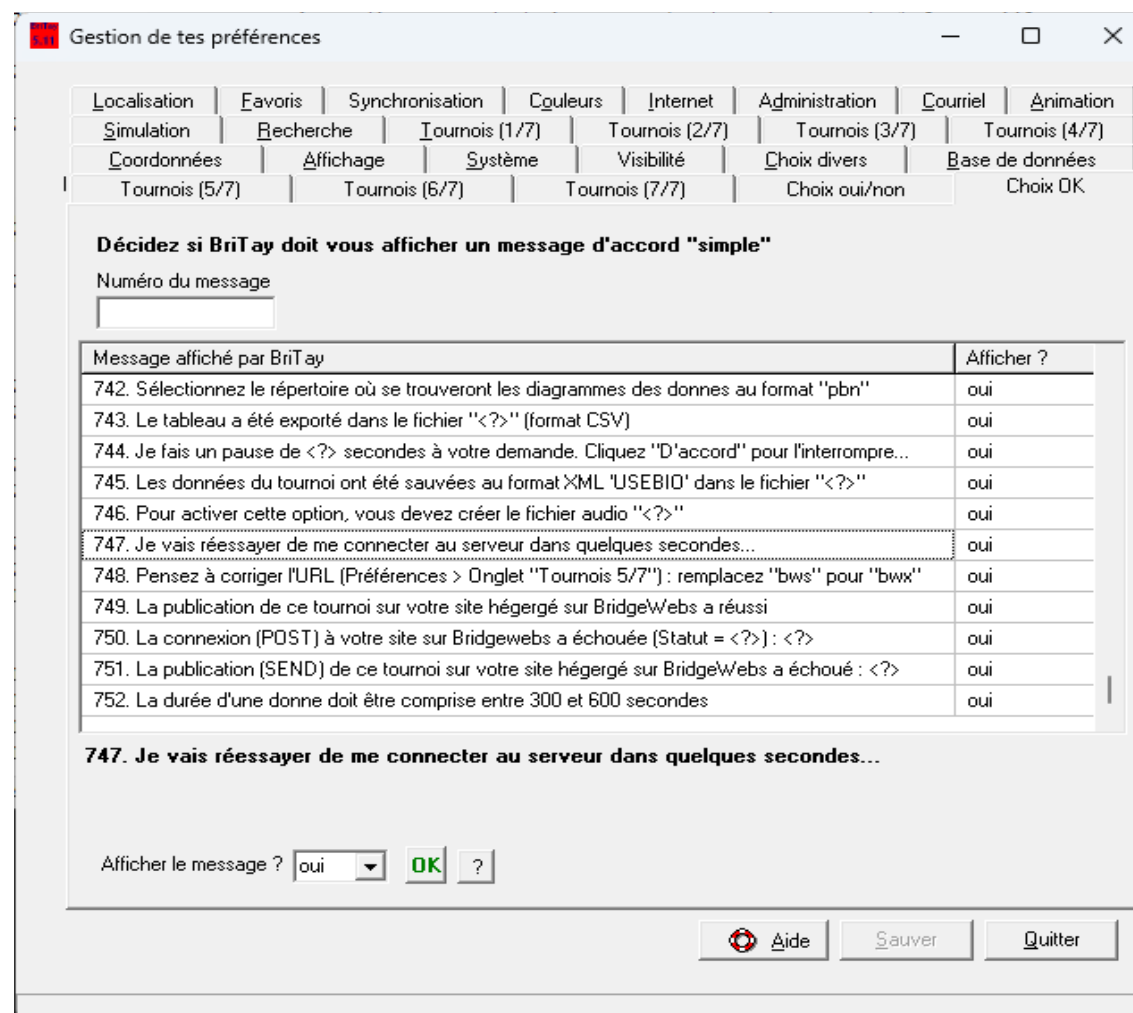 BriTay
5.11
Gestion de tes préférences
Localisation Favoris Synchronisation Couleurs Internet Administration Courriel Animation
Simulation Recherche Tournois (1/7) Tournois (2/7) Tournois (3/7) Tournois (4/7)
Coordonnées Affichage Système Visibilité Choix divers Base de données
Tournois (5/7) Tournois (6/7) Tournois (7/7) Choix oui/non Choix OK
Décidez si BriTay doit vous afficher un message d'accord "simple"
Numéro du message
Message affiché par BriTay Afficher ?
742. Sélectionnez le répertoire où se trouveront les diagrammes des donnes au format "pbn" oui
743. Le tableau a été exporté dans le fichier "<?>" (format CSV) oui
744. Je fais un pause de <?> secondes à votre demande. Cliquez "D'accord" pour l'interrompre... oui
745. Les données du tournoi ont été sauvées au format XML 'USEBIO' dans le fichier "<?>" oui
746. Pour activer cette option, vous devez créer le fichier audio "<?>" oui
747. Je vais réessayer de me connecter au serveur dans quelques secondes... oui
748. Pensez à corriger l'URL (Préférences > Onglet "Tournois 5/7") : remplacez "bws" pour "bwx" oui
749. La publication de ce tournoi sur votre site hégergé sur BridgeWebs a réussi oui
750. La connexion (POST) à votre site sur Bridgewebs a échouée (Statut = <?>) : <?> oui
751. La publication (SEND) de ce tournoi sur votre site hégergé sur BridgeWebs a échoué : <?> oui
752. La durée d'une donne doit être comprise entre 300 et 600 secondes oui
747. Je vais réessayer de me connecter au serveur dans quelques secondes...
Afficher le message ? oui OK ?
Aide Sauver Quitter